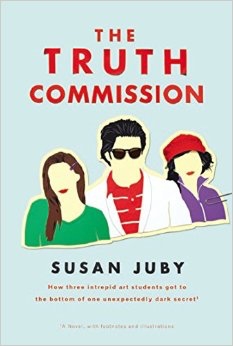 THE
TRUTH
COMMISSION
SUSAN JUBY
How three intrepid art students got to
the bottom of one unexpectedly dark secret¹
¹A Novel, with footnotes and illustrations